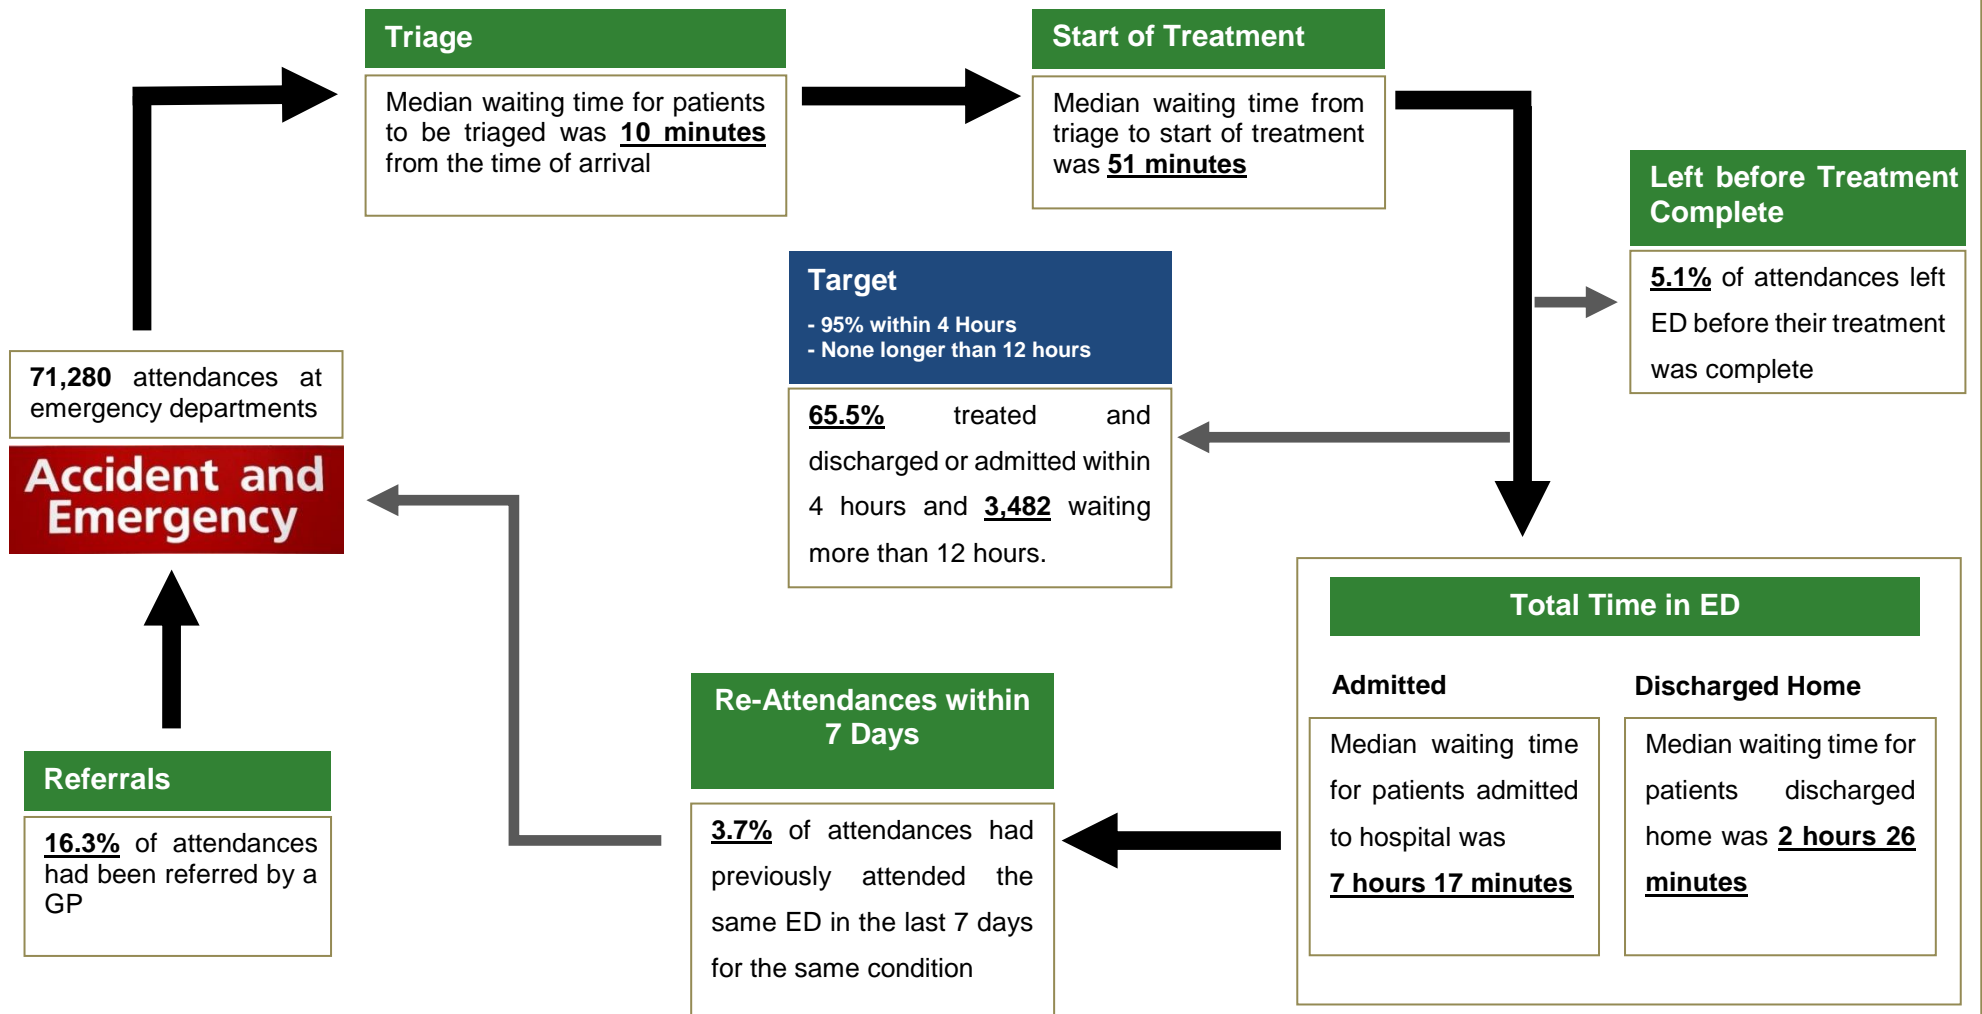 Triage
Median waiting time for patients
to be triaged was 10 minutes
from the time of arrival
Start of Treatment
Median waiting time from
triage to start of treatment
was 51 minutes
Left before Treatment
Complete
5.1% of attendances left
ED before their treatment
was complete
Target
- 95% within 4 Hours
- None longer than 12 hours
65.5% treated and
discharged or admitted within
4 hours and 3,482 waiting
more than 12 hours.
71,280 attendances at
emergency departments
Accident and
Emergency
Referrals
16.3% of attendances
had been referred by a
GP
Re-Attendances within
7 Days
3.7% of attendances had
previously attended the
same ED in the last 7 days
for the same condition
Total Time in ED
Admitted
Median waiting time
for patients admitted
to hospital was
7 hours 17 minutes
Discharged Home
Median waiting time for
patients discharged
home was 2 hours 26
minutes